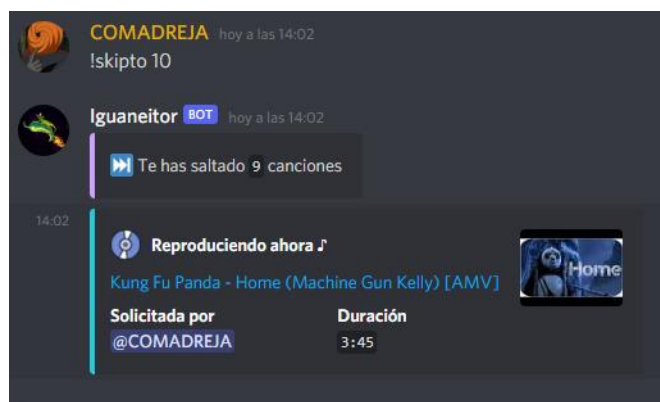 COMADREJA hoy a las 14:02
!skipto 10
Iguaneitor BOT hoy a las 14:02
⏭ Te has saltado 9 canciones
14:02
Reproduciendo ahora ♪
Kung Fu Panda - Home (Machine Gun Kelly) [AMV]
Home
Solicitada por Duración
@COMADREJA 3:45